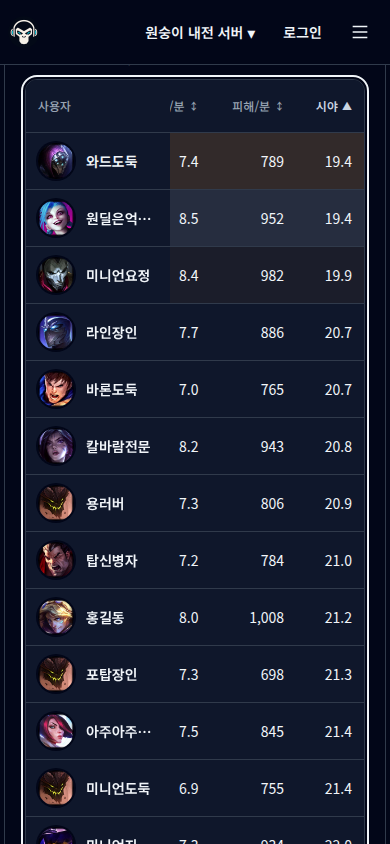 원숭이 내전 서버 ▼ 로그인
사용자 /분 ↕ 피해/분 ↕ 시야 ▲
와드도둑 7.4 789 19.4
원딜은억… 8.5 952 19.4
미니언요정 8.4 982 19.9
라인장인 7.7 886 20.7
바론도둑 7.0 765 20.7
칼바람전문 8.2 943 20.8
용러버 7.3 806 20.9
탑신병자 7.2 784 21.0
홍길동 8.0 1,008 21.2
포탑장인 7.3 698 21.3
아주아주… 7.5 845 21.4
미니언도둑 6.9 755 21.4